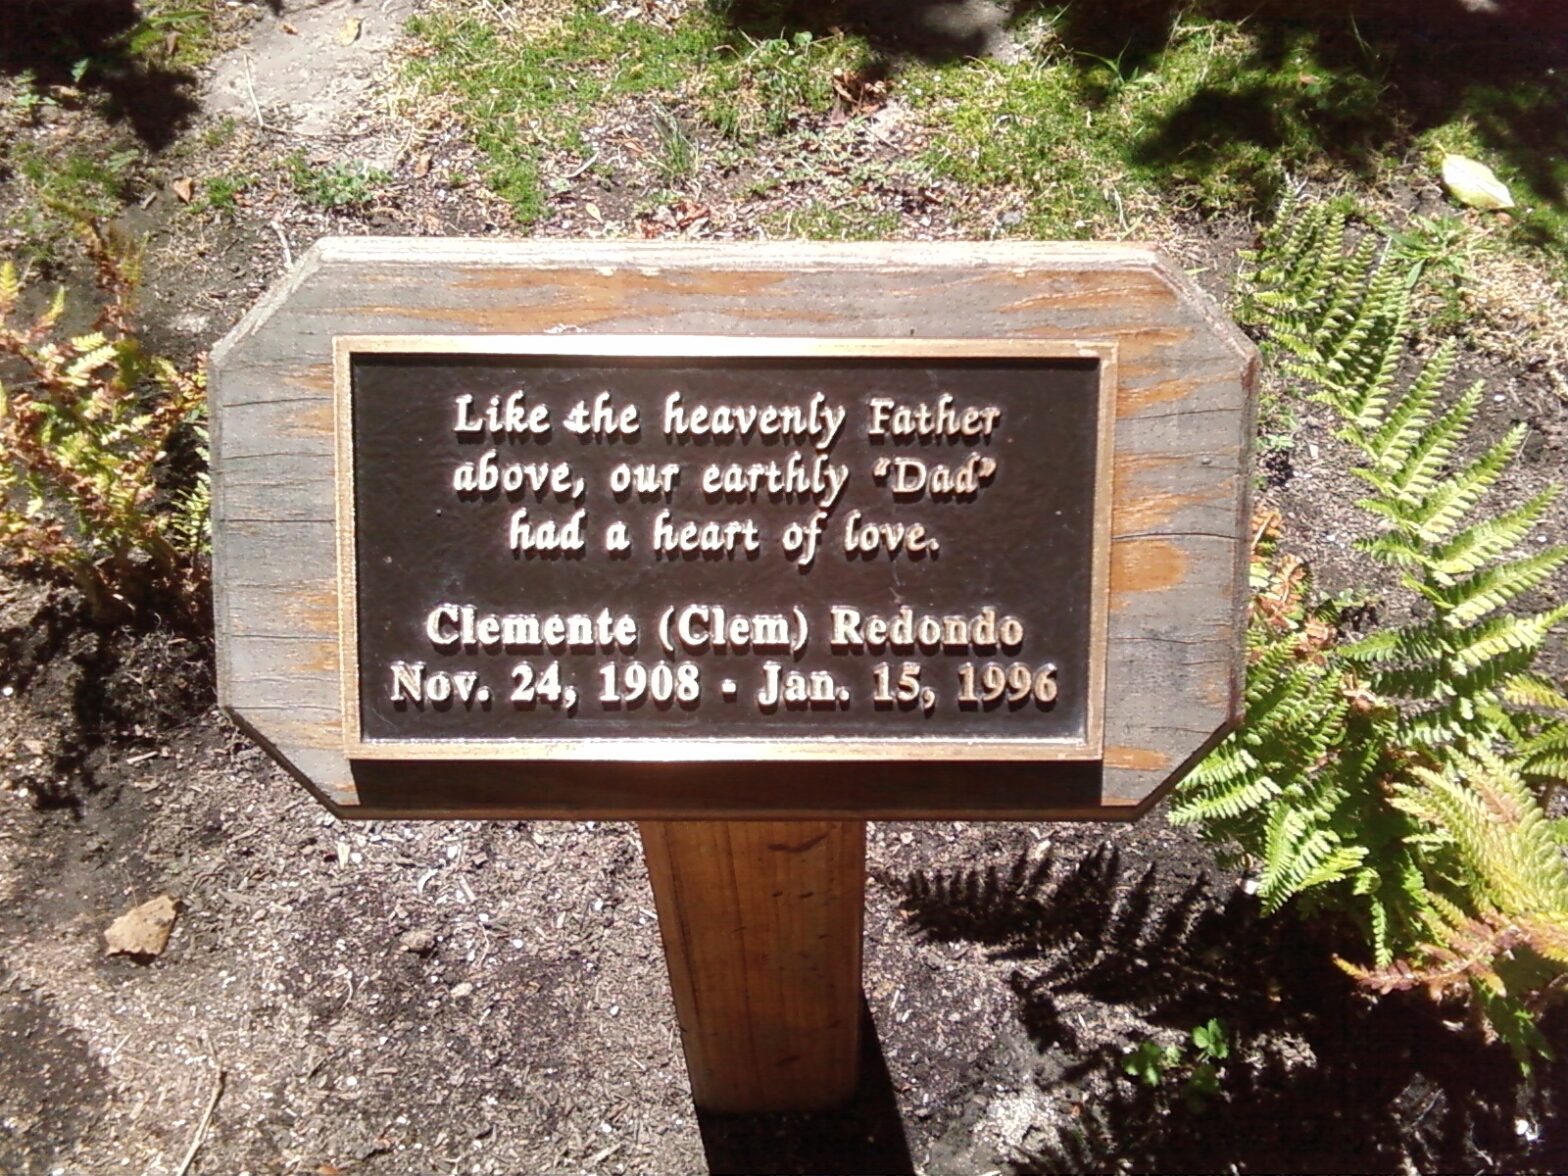 Like the heavenly Father
above, our earthly "Dad"
had a heart of love.
Clemente (Clem) Redondo
Nov. 24, 1908 - Jan. 15, 1996